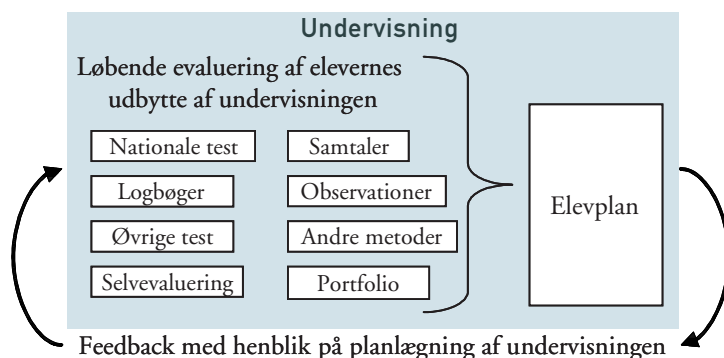 Undervisning
Løbende evaluering af elevernes
udbytte af undervisningen
Nationale test
Samtaler
Logbøger
Observationer
Øvrige test
Andre metoder
Selvevaluering
Portfolio
Elevplan
Feedback med henblik på planlægning af undervisningen